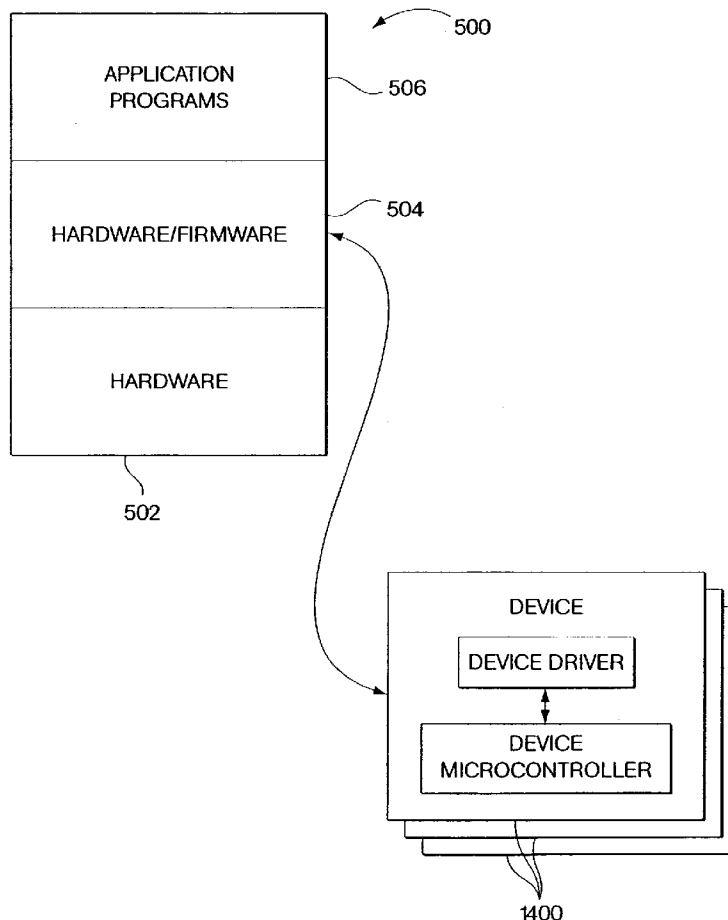 500
APPLICATION
PROGRAMS
506
504
HARDWARE/FIRMWARE
HARDWARE
502
DEVICE
DEVICE DRIVER
DEVICE
MICROCONTROLLER
1400